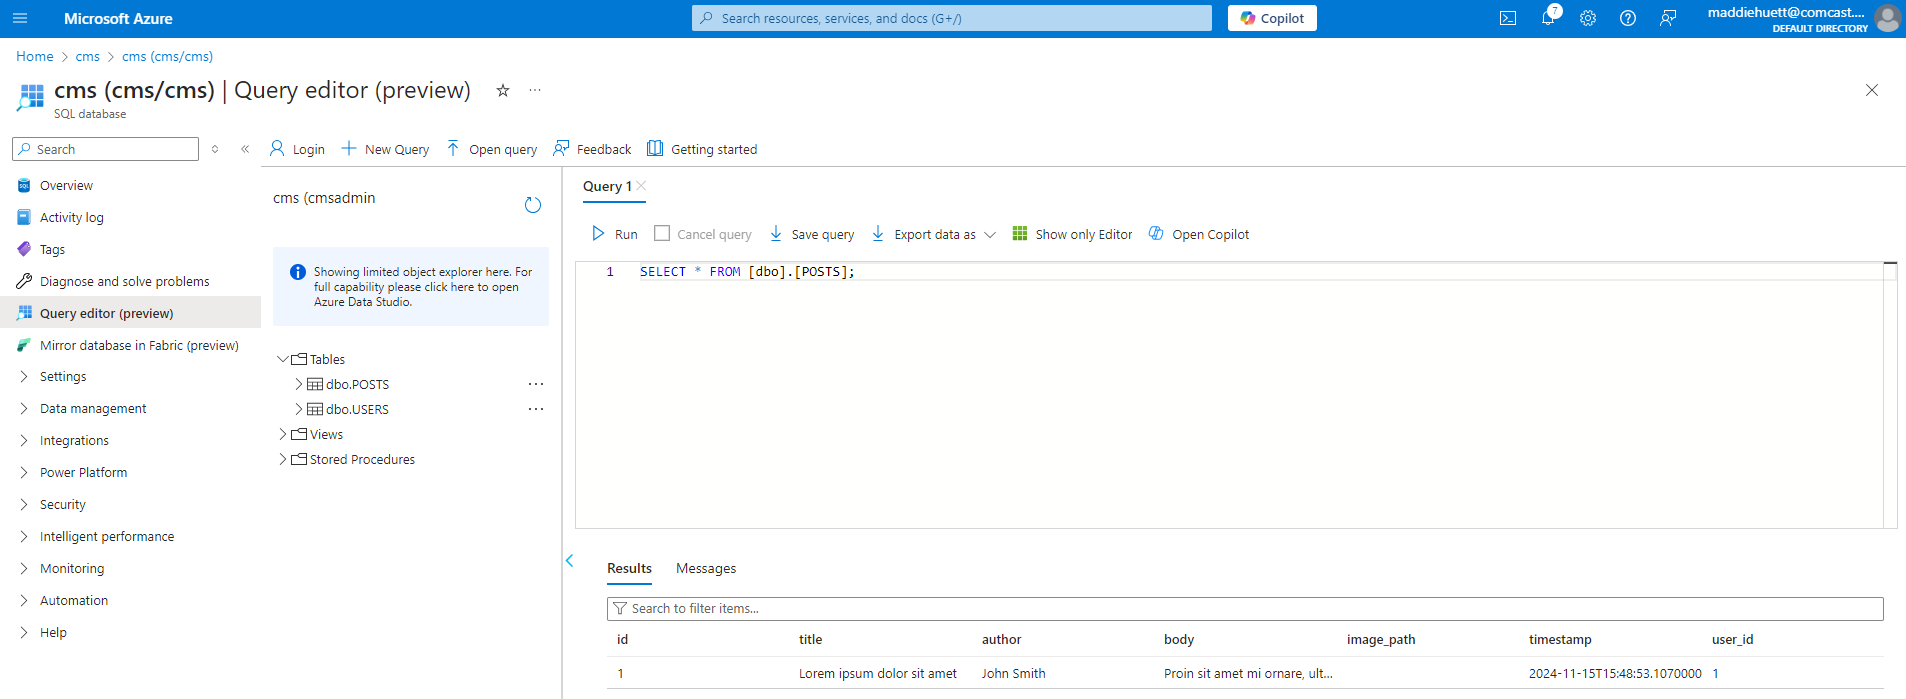 Microsoft Azure
Search resources, services, and docs (G+/)
Copilot
7
maddiehuett@comcast....
DEFAULT DIRECTORY
Home > cms > cms (cms/cms)
cms (cms/cms) | Query editor (preview)
SQL database
Search
Login
New Query
Open query
Feedback
Getting started
Overview
Activity log
Tags
Diagnose and solve problems
Query editor (preview)
Mirror database in Fabric (preview)
Settings
Data management
Integrations
Power Platform
Security
Intelligent performance
Monitoring
Automation
Help
cms (cmsadmin
Showing limited object explorer here. For
full capability please click here to open
Azure Data Studio.
Tables
dbo.POSTS
dbo.USERS
Views
Stored Procedures
Query 1
Run
Cancel query
Save query
Export data as
Show only Editor
Open Copilot
1 SELECT * FROM [dbo].[POSTS];
Results
Messages
Search to filter items...
id title author body image_path timestamp user_id
1 Lorem ipsum dolor sit amet John Smith Proin sit amet mi ornare, ult... 2024-11-15T15:48:53.1070000 1